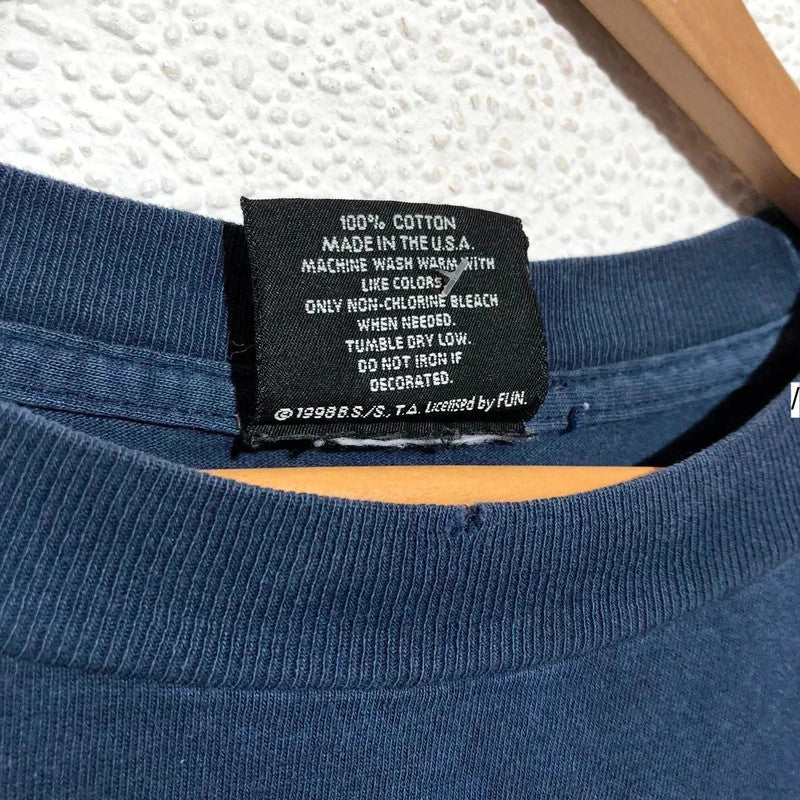 100% COTTON
MADE IN THE U.S.A.
MACHINE WASH WARM WITH
LIKE COLORS
ONLY NON-CHLORINE BLEACH
WHEN NEEDED.
TUMBLE DRY LOW.
DO NOT IRON IF
DECORATED.
© 1998 B.S./S.T.A. Licensed by FUN.